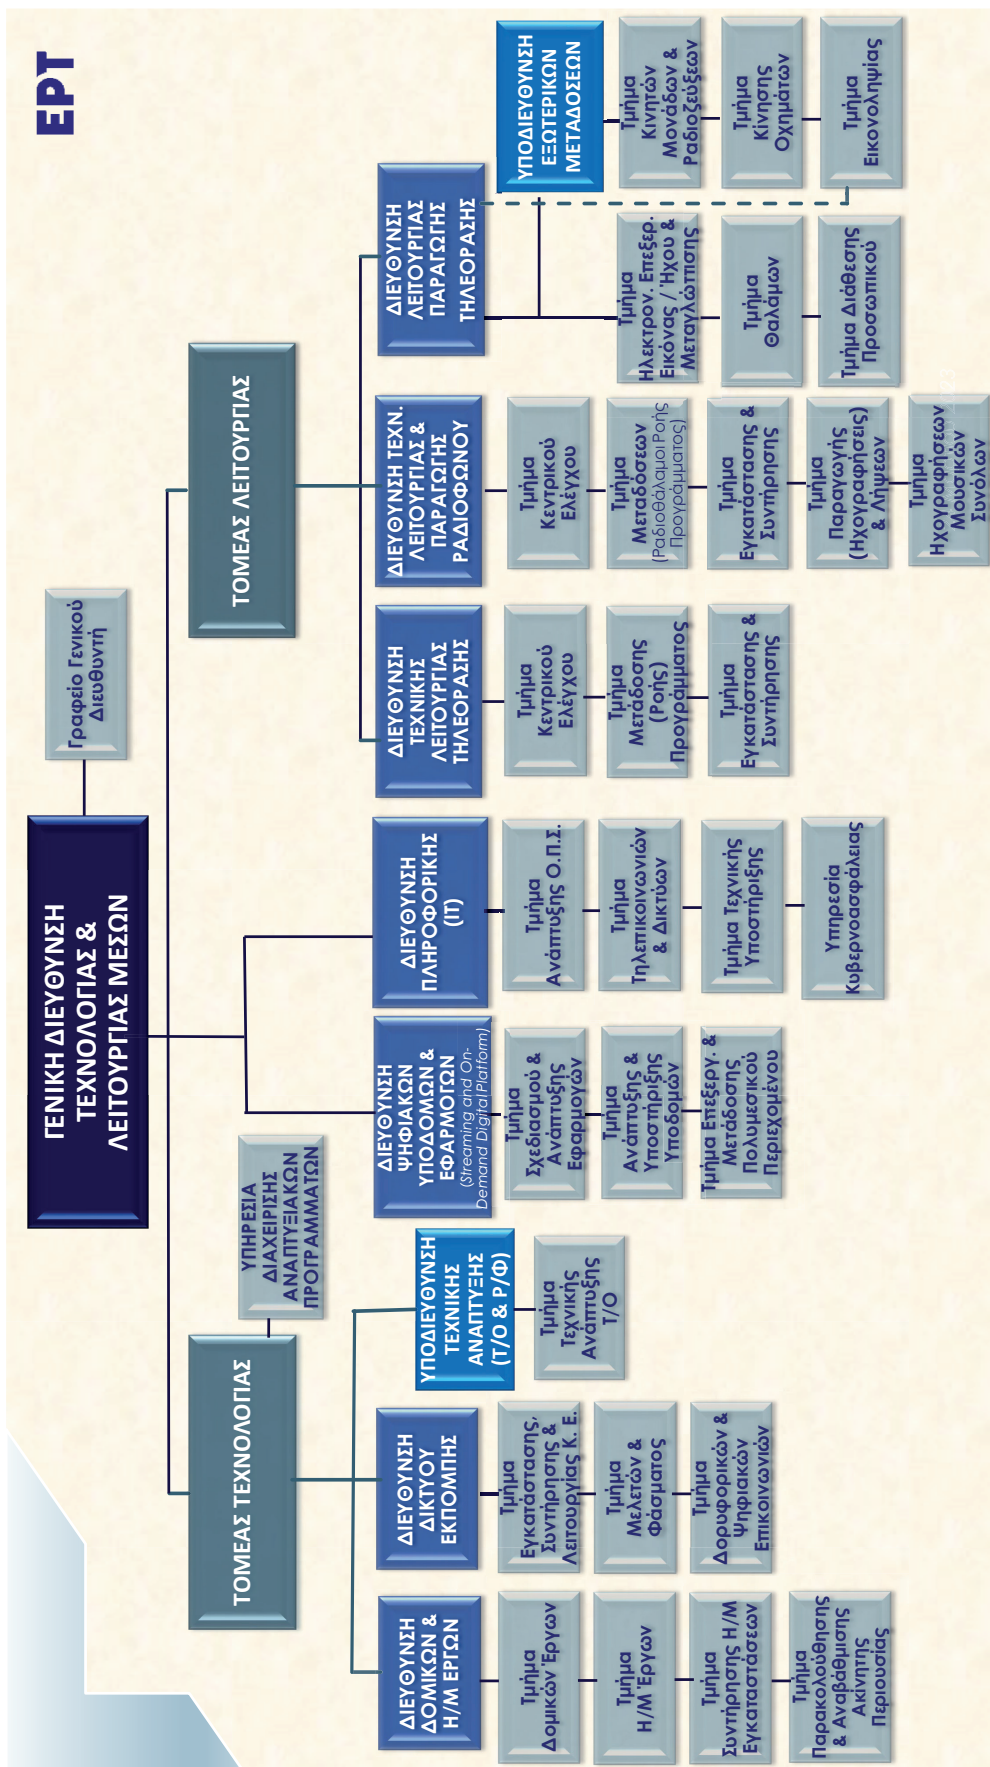 ΕΡΤ
ΓΕΝΙΚΗ ΔΙΕΥΘΥΝΣΗ
ΤΕΧΝΟΛΟΓΙΑΣ &
ΛΕΙΤΟΥΡΓΙΑΣ ΜΕΣΩΝ
Γραφείο Γενικού
Διευθυντή
ΤΟΜΕΑΣ ΤΕΧΝΟΛΟΓΙΑΣ
ΥΠΗΡΕΣΙΑ
ΔΙΑΧΕΙΡΙΣΗΣ
ΑΝΑΠΤΥΞΙΑΚΩΝ
ΠΡΟΓΡΑΜΜΑΤΩΝ
ΤΟΜΕΑΣ ΛΕΙΤΟΥΡΓΙΑΣ
ΔΙΕΥΘΥΝΣΗ
ΔΟΜΙΚΩΝ &
Η/Μ ΕΡΓΩΝ
Τμήμα
Δομικών Έργων
Τμήμα
Η/Μ Έργων
Τμήμα
Συντήρησης Η/Μ
Εγκαταστάσεων
Τμήμα
Παρακολούθησης
& Αναβάθμισης
Ακίνητης
Περιουσίας
ΔΙΕΥΘΥΝΣΗ
ΔΙΚΤΥΟΥ
ΕΚΠΟΜΠΗΣ
Τμήμα
Εγκατάστασης,
Συντήρησης &
Λειτουργίας Κ. Ε.
Τμήμα
Μελετών &
Φάσματος
Τμήμα
Δορυφορικών &
Ψηφιακών
Επικοινωνιών
ΥΠΟΔΙΕΥΘΥΝΣΗ
ΤΕΧΝΙΚΗΣ
ΑΝΑΠΤΥΞΗΣ
(Τ/Ο & Ρ/Φ)
Τμήμα
Τεχνικής
Ανάπτυξης
Τ/Ο
ΔΙΕΥΘΥΝΣΗ
ΨΗΦΙΑΚΩΝ
ΥΠΟΔΟΜΩΝ &
ΕΦΑΡΜΟΓΩΝ
(Streaming and On-
Demand Digital Platform)
Τμήμα
Σχεδιασμού &
Ανάπτυξης
Εφαρμογών
Τμήμα
Ανάπτυξης &
Υποστήριξης
Υποδομών
Τμήμα Επεξεργ. &
Μετάδοσης
Πολυμεσικού
Περιεχομένου
ΔΙΕΥΘΥΝΣΗ
ΠΛΗΡΟΦΟΡΙΚΗΣ
(IT)
Τμήμα
Ανάπτυξης Ο.Π.Σ.
Τμήμα
Τηλεπικοινωνιών
& Δικτύων
Τμήμα Τεχνικής
Υποστήριξης
Υπηρεσία
Κυβερνοασφάλειας
ΔΙΕΥΘΥΝΣΗ
ΤΕΧΝΙΚΗΣ
ΛΕΙΤΟΥΡΓΙΑΣ
ΤΗΛΕΟΡΑΣΗΣ
Τμήμα
Κεντρικού
Ελέγχου
Τμήμα
Μετάδοσης
(Ροής)
Προγράμματος
Τμήμα
Εγκατάστασης &
Συντήρησης
ΔΙΕΥΘΥΝΣΗ ΤΕΧΝ.
ΛΕΙΤΟΥΡΓΙΑΣ &
ΠΑΡΑΓΩΓΗΣ
ΡΑΔΙΟΦΩΝΟΥ
Τμήμα
Κεντρικού
Ελέγχου
Τμήμα
Μεταδόσεων
(Ραδιοθάλαμοι Ροής
Προγράμματος)
Τμήμα
Εγκατάστασης &
Συντήρησης
Τμήμα
Παραγωγής
(Ηχογραφήσεις)
& Λήψεων
Τμήμα
Ηχογραφήσεων
Μουσικών
Συνόλων
ΔΙΕΥΘΥΝΣΗ
ΛΕΙΤΟΥΡΓΙΑΣ
ΠΑΡΑΓΩΓΗΣ
ΤΗΛΕΟΡΑΣΗΣ
Τμήμα
Ηλεκτρον. Επεξερ.
Εικόνας / Ήχου &
Μεταγλώττισης
Τμήμα
Θαλάμων
Τμήμα Διάθεσης
Προσωπικού
ΥΠΟΔΙΕΥΘΥΝΣΗ
ΕΞΩΤΕΡΙΚΩΝ
ΜΕΤΑΔΟΣΕΩΝ
Τμήμα
Κινητών
Μονάδων &
Ραδιοζεύξεων
Τμήμα
Κίνησης
Οχημάτων
Τμήμα
Εικονοληψίας